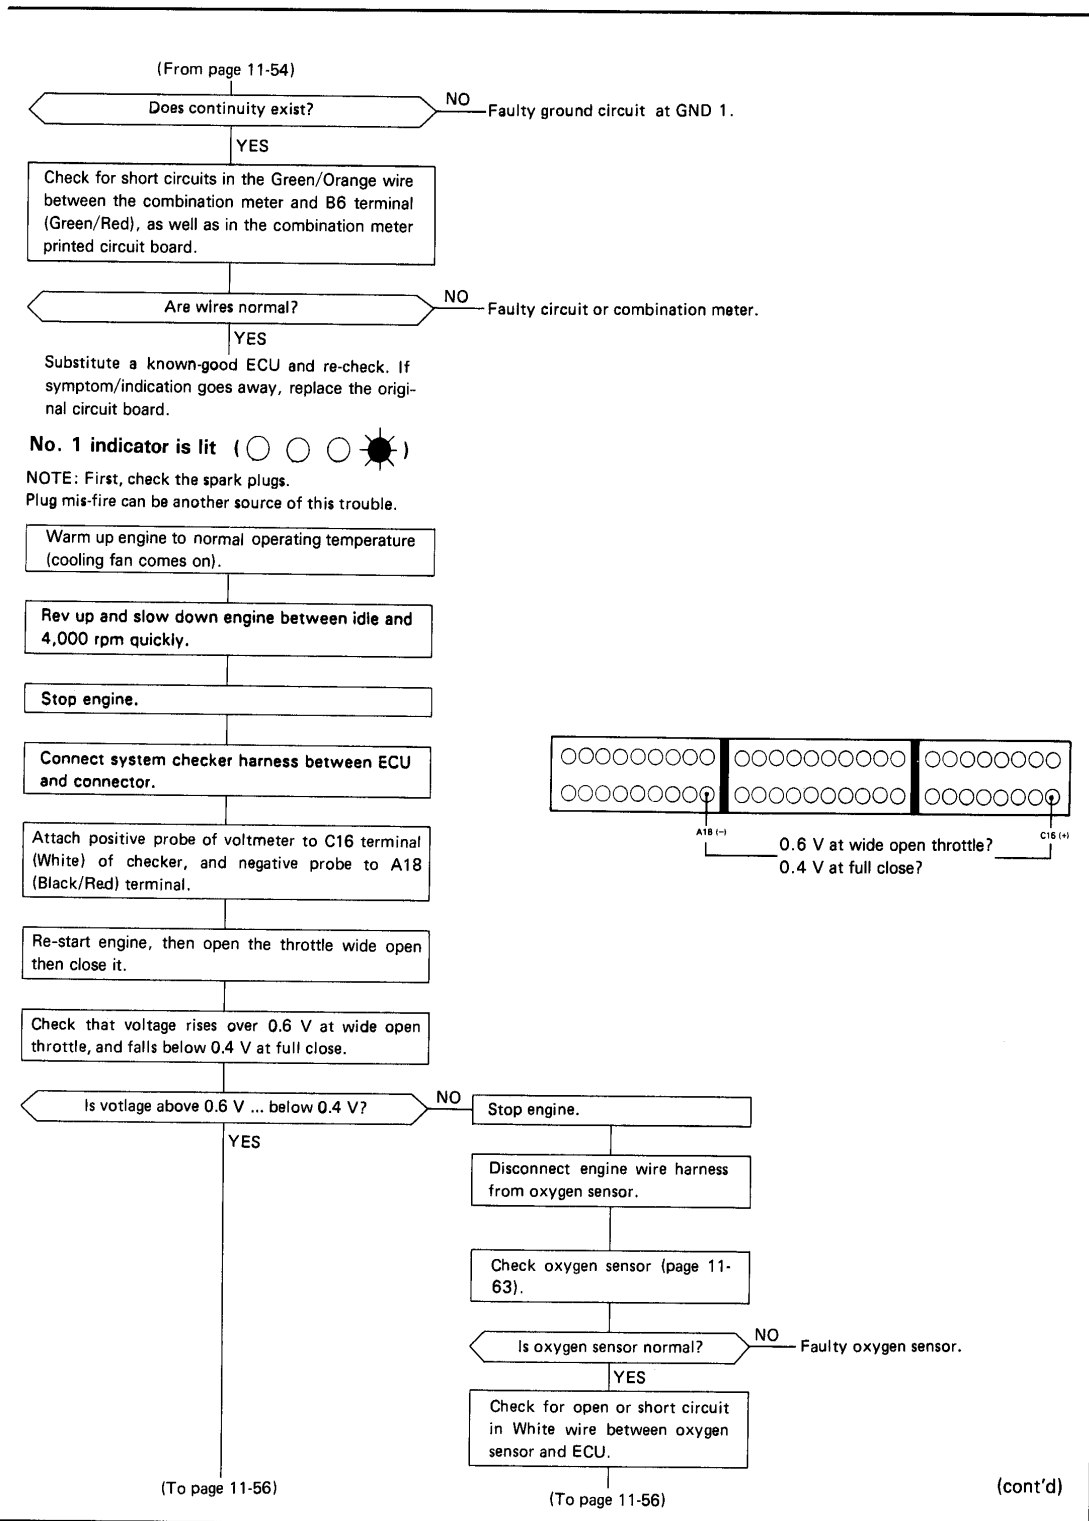 (From page 11-54)
Does continuity exist?
NO
Faulty ground circuit at GND 1.
YES
Check for short circuits in the Green/Orange wire
between the combination meter and B6 terminal
(Green/Red), as well as in the combination meter
printed circuit board.
Are wires normal?
NO
Faulty circuit or combination meter.
YES
Substitute a known-good ECU and re-check. If
symptom/indication goes away, replace the origi-
nal circuit board.
No. 1 indicator is lit ( )
NOTE: First, check the spark plugs.
Plug mis-fire can be another source of this trouble.
Warm up engine to normal operating temperature
(cooling fan comes on).
Rev up and slow down engine between idle and
4,000 rpm quickly.
Stop engine.
Connect system checker harness between ECU
and connector.
Attach positive probe of voltmeter to C16 terminal
(White) of checker, and negative probe to A18
(Black/Red) terminal.
A18 (−)
C16 (+)
0.6 V at wide open throttle?
0.4 V at full close?
Re-start engine, then open the throttle wide open
then close it.
Check that voltage rises over 0.6 V at wide open
throttle, and falls below 0.4 V at full close.
Is votlage above 0.6 V ... below 0.4 V?
NO
YES
Stop engine.
Disconnect engine wire harness
from oxygen sensor.
Check oxygen sensor (page 11-
63).
Is oxygen sensor normal?
NO
Faulty oxygen sensor.
YES
Check for open or short circuit
in White wire between oxygen
sensor and ECU.
(To page 11-56)
(To page 11-56)
(cont'd)